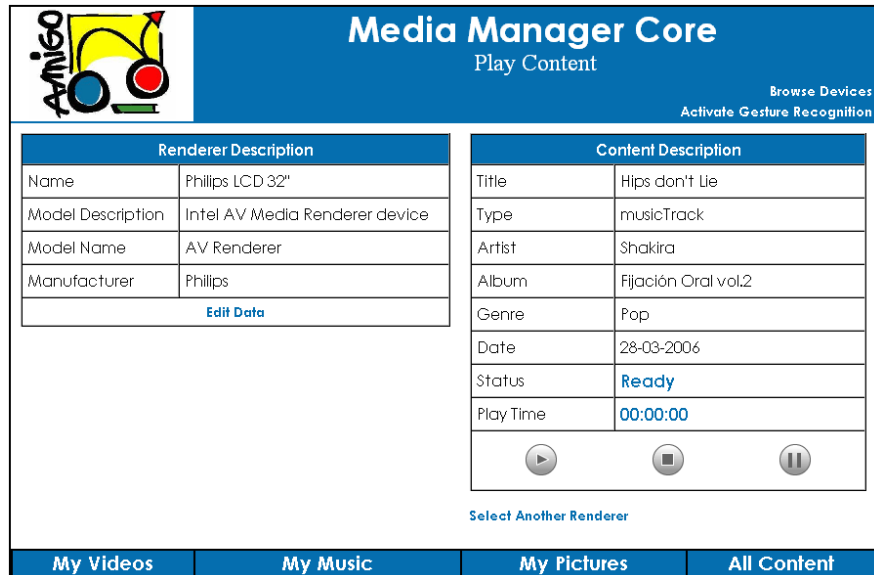 Amigo
Media Manager Core
Play Content
Browse Devices
Activate Gesture Recognition
Renderer Description
Name Philips LCD 32"
Model Description Intel AV Media Renderer device
Model Name AV Renderer
Manufacturer Philips
Edit Data
Content Description
Title Hips don't Lie
Type musicTrack
Artist Shakira
Album Fijación Oral vol.2
Genre Pop
Date 28-03-2006
Status Ready
Play Time 00:00:00
Select Another Renderer
My Videos My Music My Pictures All Content